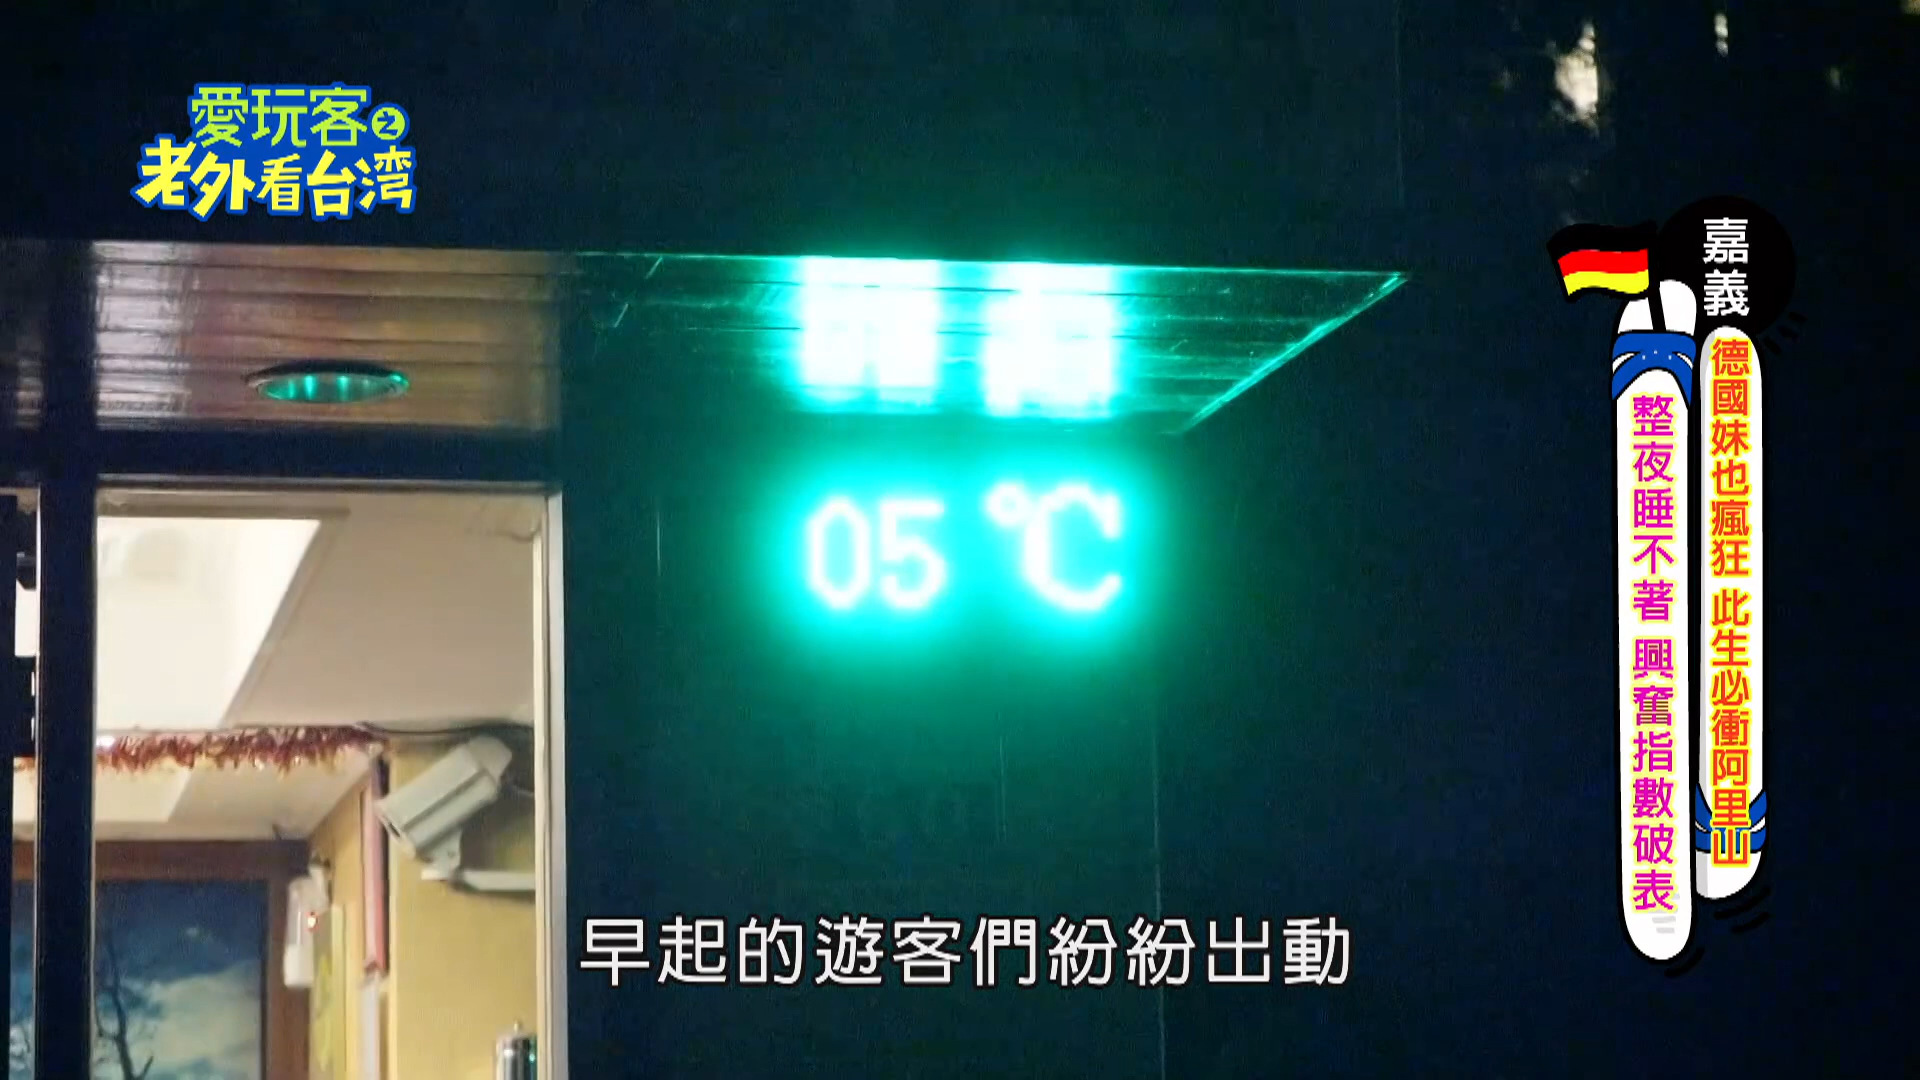 愛玩客之
老外看台湾
嘉義
德國妹也瘋狂 此生必衝阿里山
整夜睡不著 興奮指數破表
05 ℃
早起的遊客們紛紛出動